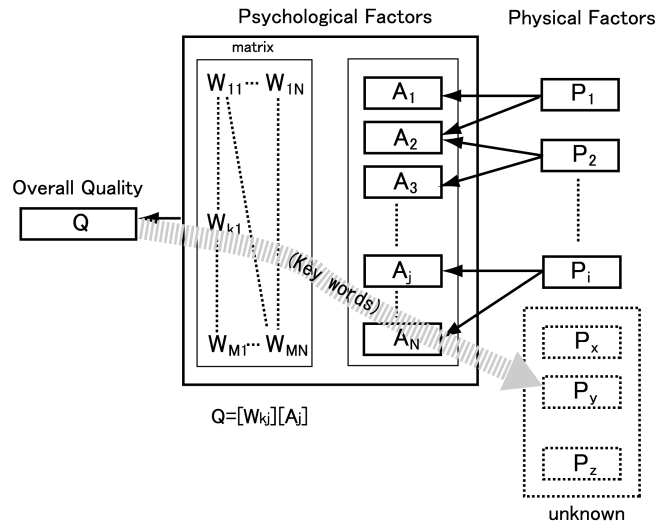 Psychological Factors
Physical Factors
matrix
W11 ··· W1N
A1
P1
A2
P2
A3
Overall Quality
Q
Wk1
(Key words)
Aj
Pi
WM1 ··· WMN
AN
Px
Py
Q=[Wkj][Aj]
Pz
unknown